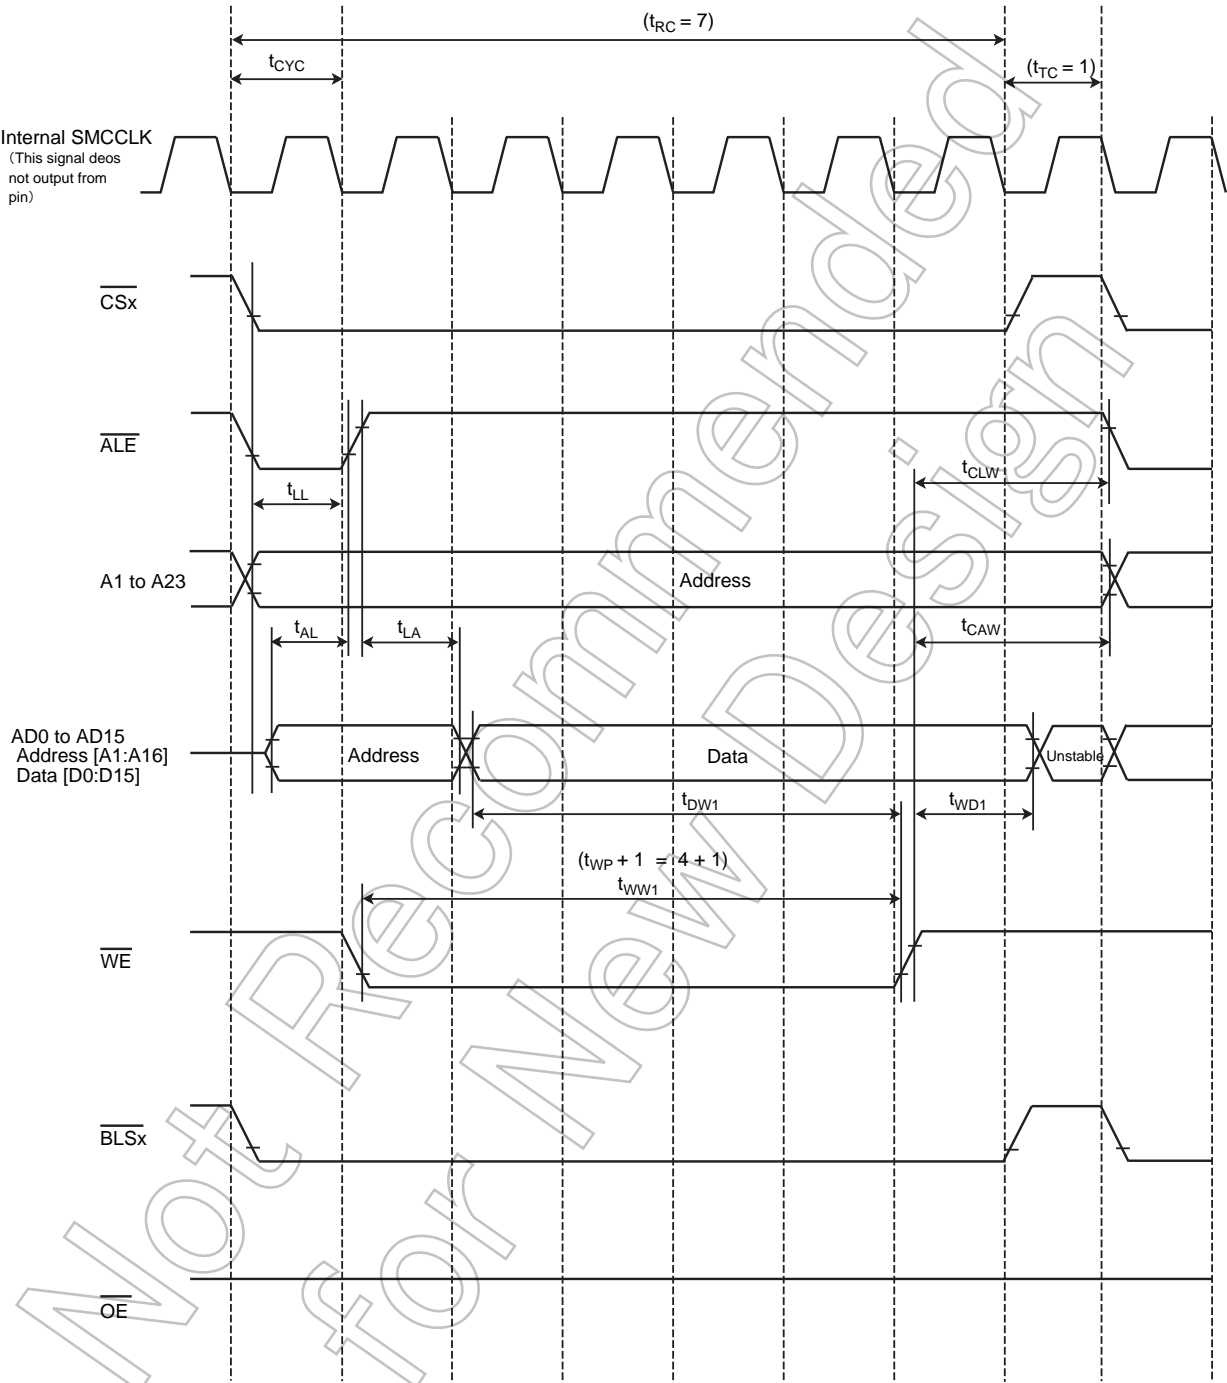 (tRC = 7)
tCYC
(tTC = 1)
Internal SMCCLK
(This signal deos
not output from
pin)
CSx
ALE
tCLW
tLL
A1 to A23
Address
tAL
tLA
tCAW
AD0 to AD15
Address [A1:A16]
Data [D0:D15]
Address
Data
Unstable
tDW1
tWD1
(tWP + 1 = 4 + 1)
tWW1
WE
BLSx
OE
Not Recommended
for New Design